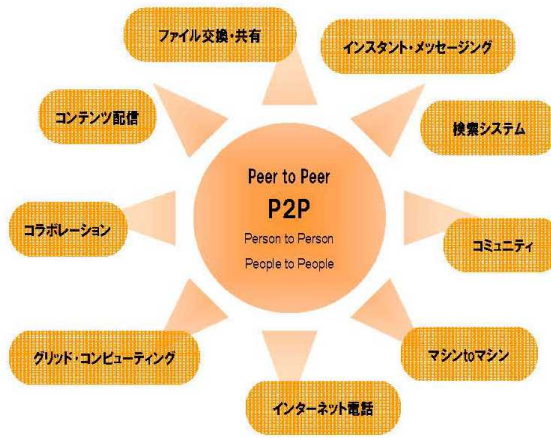 ファイル交換・共有
インスタント・メッセージング
コンテンツ配信
検索システム
Peer to Peer
P2P
Person to Person
People to People
コラボレーション
コミュニティ
グリッド・コンピューティング
マシンtoマシン
インターネット電話